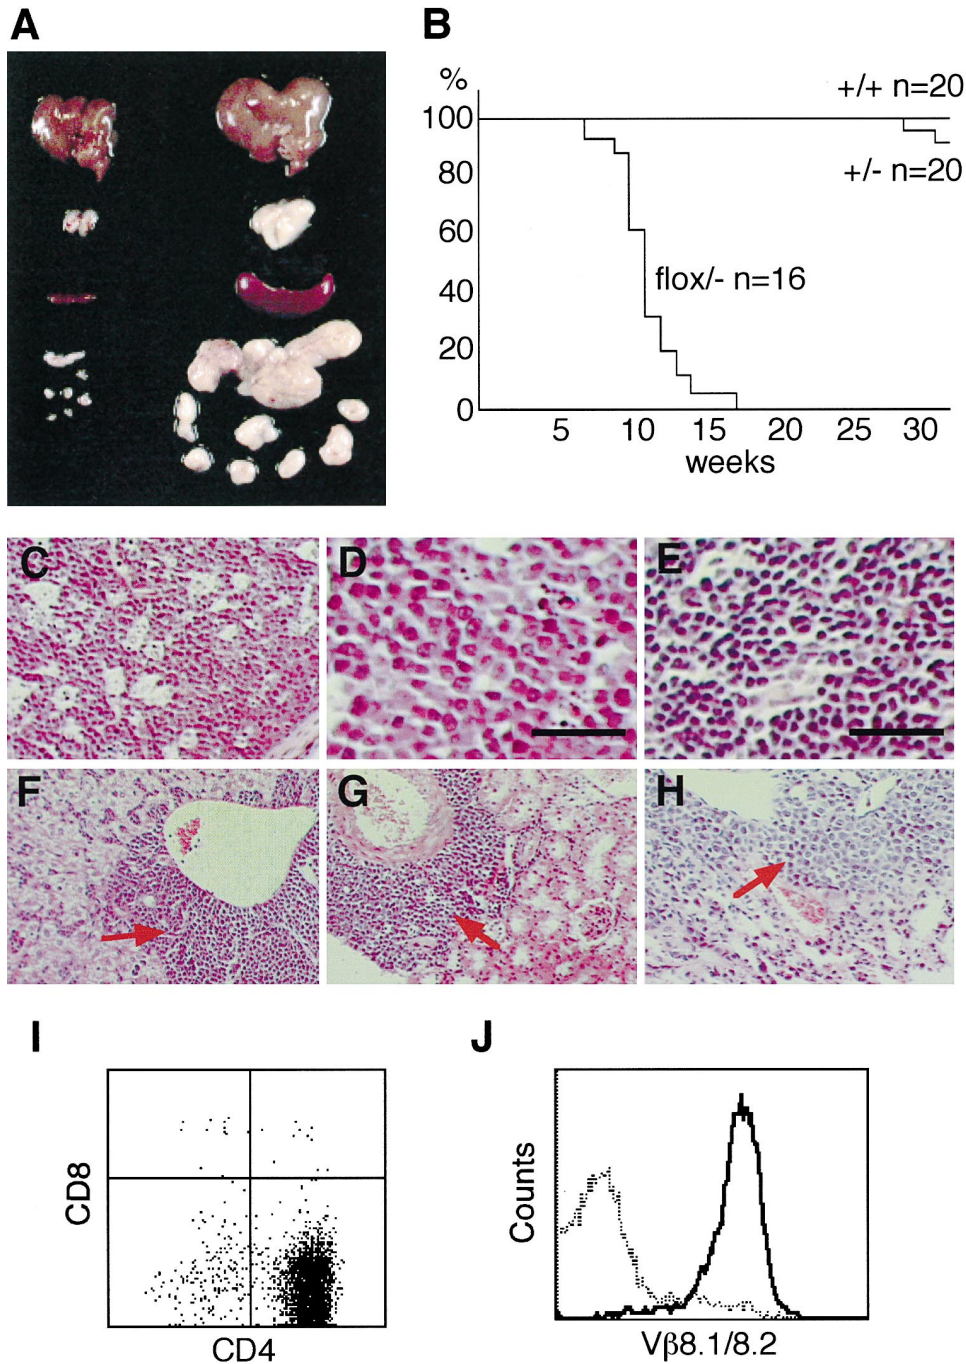 A
B
%
100
80
60
40
20
0
+/+ n=20
+/- n=20
flox/- n=16
5 10 15 20 25 30
weeks
C
D
E
F
G
H
I
J
CD8
CD4
Counts
Vβ8.1/8.2